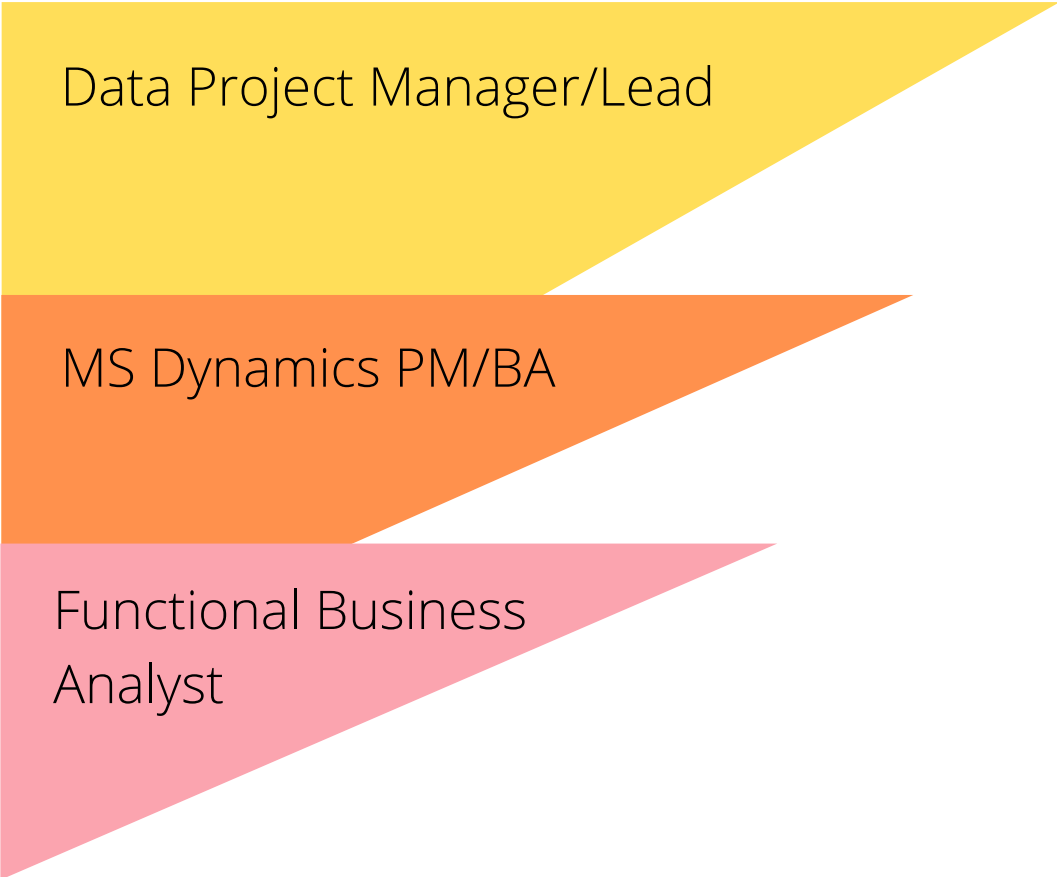 Data Project Manager/Lead
MS Dynamics PM/BA
Functional Business
Analyst